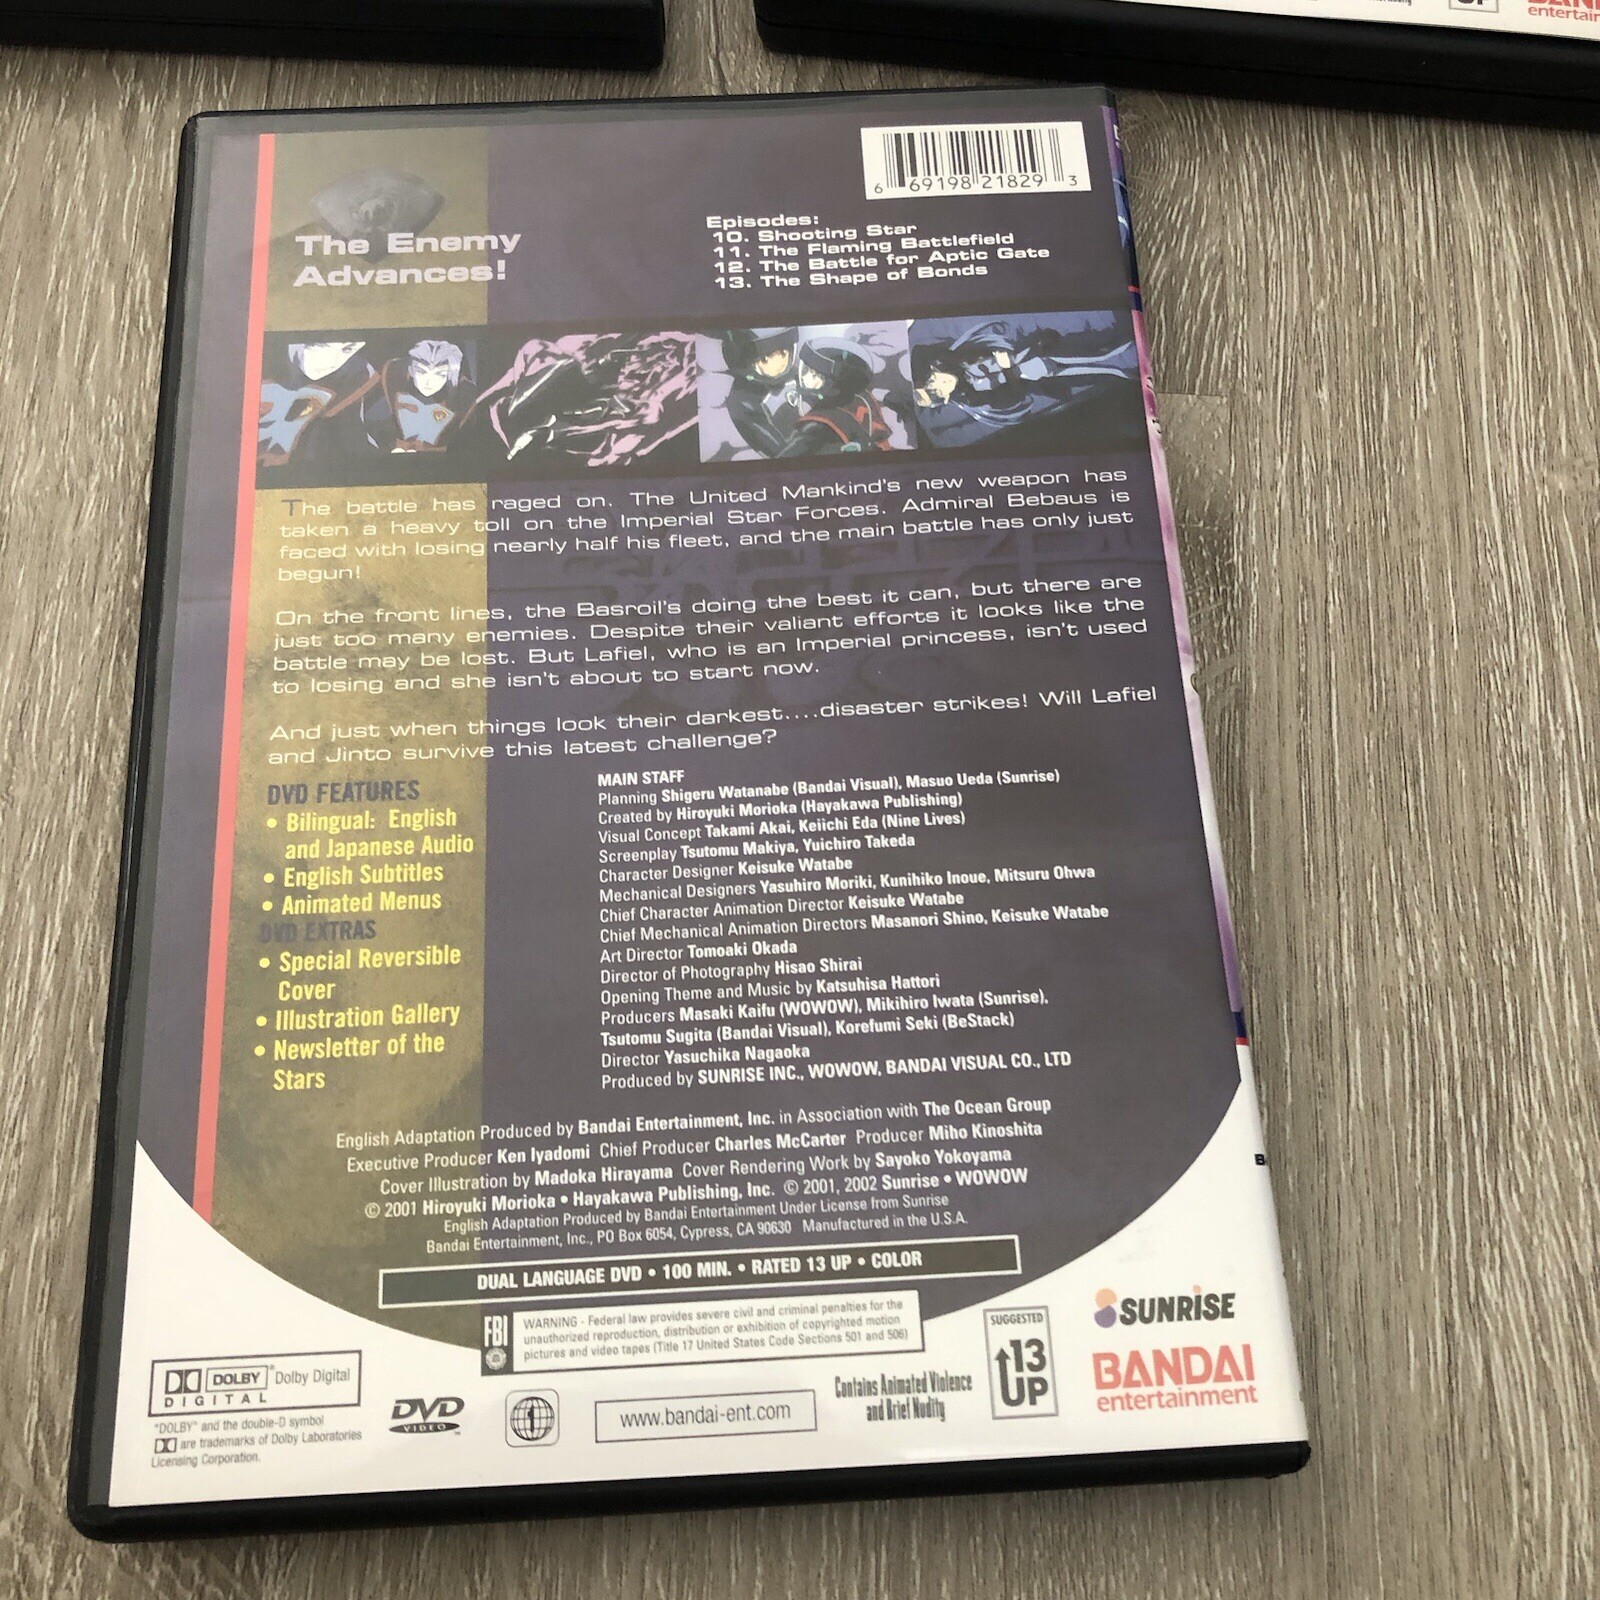 UP
BAN
entertain
6 69198 21829 3
The Enemy
Advances!
Episodes:
10. Shooting Star
11. The Flaming Battlefield
12. The Battle for Aptic Gate
13. The Shape of Bonds
The battle has raged on. The United Mankind's new weapon has
taken a heavy toll on the Imperial Star Forces. Admiral Bebaus is
faced with losing nearly half his fleet, and the main battle has only just
begun!
On the front lines, the Basroil's doing the best it can, but there are
just too many enemies. Despite their valiant efforts it looks like the
battle may be lost. But Lafiel, who is an Imperial princess, isn't used
to losing and she isn't about to start now.
And just when things look their darkest....disaster strikes! Will Lafiel
and Jinto survive this latest challenge?
DVD FEATURES
• Bilingual: English
and Japanese Audio
• English Subtitles
• Animated Menus
DVD EXTRAS
• Special Reversible
Cover
• Illustration Gallery
• Newsletter of the
Stars
MAIN STAFF
Planning Shigeru Watanabe (Bandai Visual), Masuo Ueda (Sunrise)
Created by Hiroyuki Morioka (Hayakawa Publishing)
Visual Concept Takami Akai, Keiichi Eda (Nine Lives)
Screenplay Tsutomu Makiya, Yuichiro Takeda
Character Designer Keisuke Watabe
Mechanical Designers Yasuhiro Moriki, Kunihiko Inoue, Mitsuru Ohwa
Chief Character Animation Director Keisuke Watabe
Chief Mechanical Animation Directors Masanori Shino, Keisuke Watabe
Art Director Tomoaki Okada
Director of Photography Hisao Shirai
Opening Theme and Music by Katsuhisa Hattori
Producers Masaki Kaifu (WOWOW), Mikihiro Iwata (Sunrise),
Tsutomu Sugita (Bandai Visual), Korefumi Seki (BeStack)
Director Yasuchika Nagaoka
Produced by SUNRISE INC., WOWOW, BANDAI VISUAL CO., LTD
English Adaptation Produced by Bandai Entertainment, Inc. in Association with The Ocean Group
Executive Producer Ken Iyadomi Chief Producer Charles McCarter Producer Miho Kinoshita
Cover Illustration by Madoka Hirayama Cover Rendering Work by Sayoko Yokoyama
© 2001 Hiroyuki Morioka • Hayakawa Publishing, Inc. © 2001, 2002 Sunrise • WOWOW
English Adaptation Produced by Bandai Entertainment Under License from Sunrise
Bandai Entertainment, Inc., PO Box 6054, Cypress, CA 90630 Manufactured in the U.S.A.
DUAL LANGUAGE DVD • 100 MIN. • RATED 13 UP • COLOR
FBI
WARNING - Federal law provides severe civil and criminal penalties for the
unauthorized reproduction, distribution or exhibition of copyrighted motion
pictures and video tapes (Title 17 United States Code Sections 501 and 506)
SUGGESTED
13
UP
SUNRISE
BANDAI
entertainment
DOLBY
DIGITAL
Dolby Digital
"DOLBY" and the double-D symbol
are trademarks of Dolby Laboratories
Licensing Corporation.
DVD
VIDEO
1
www.bandai-ent.com
Contains Animated Violence
and Brief Nudity